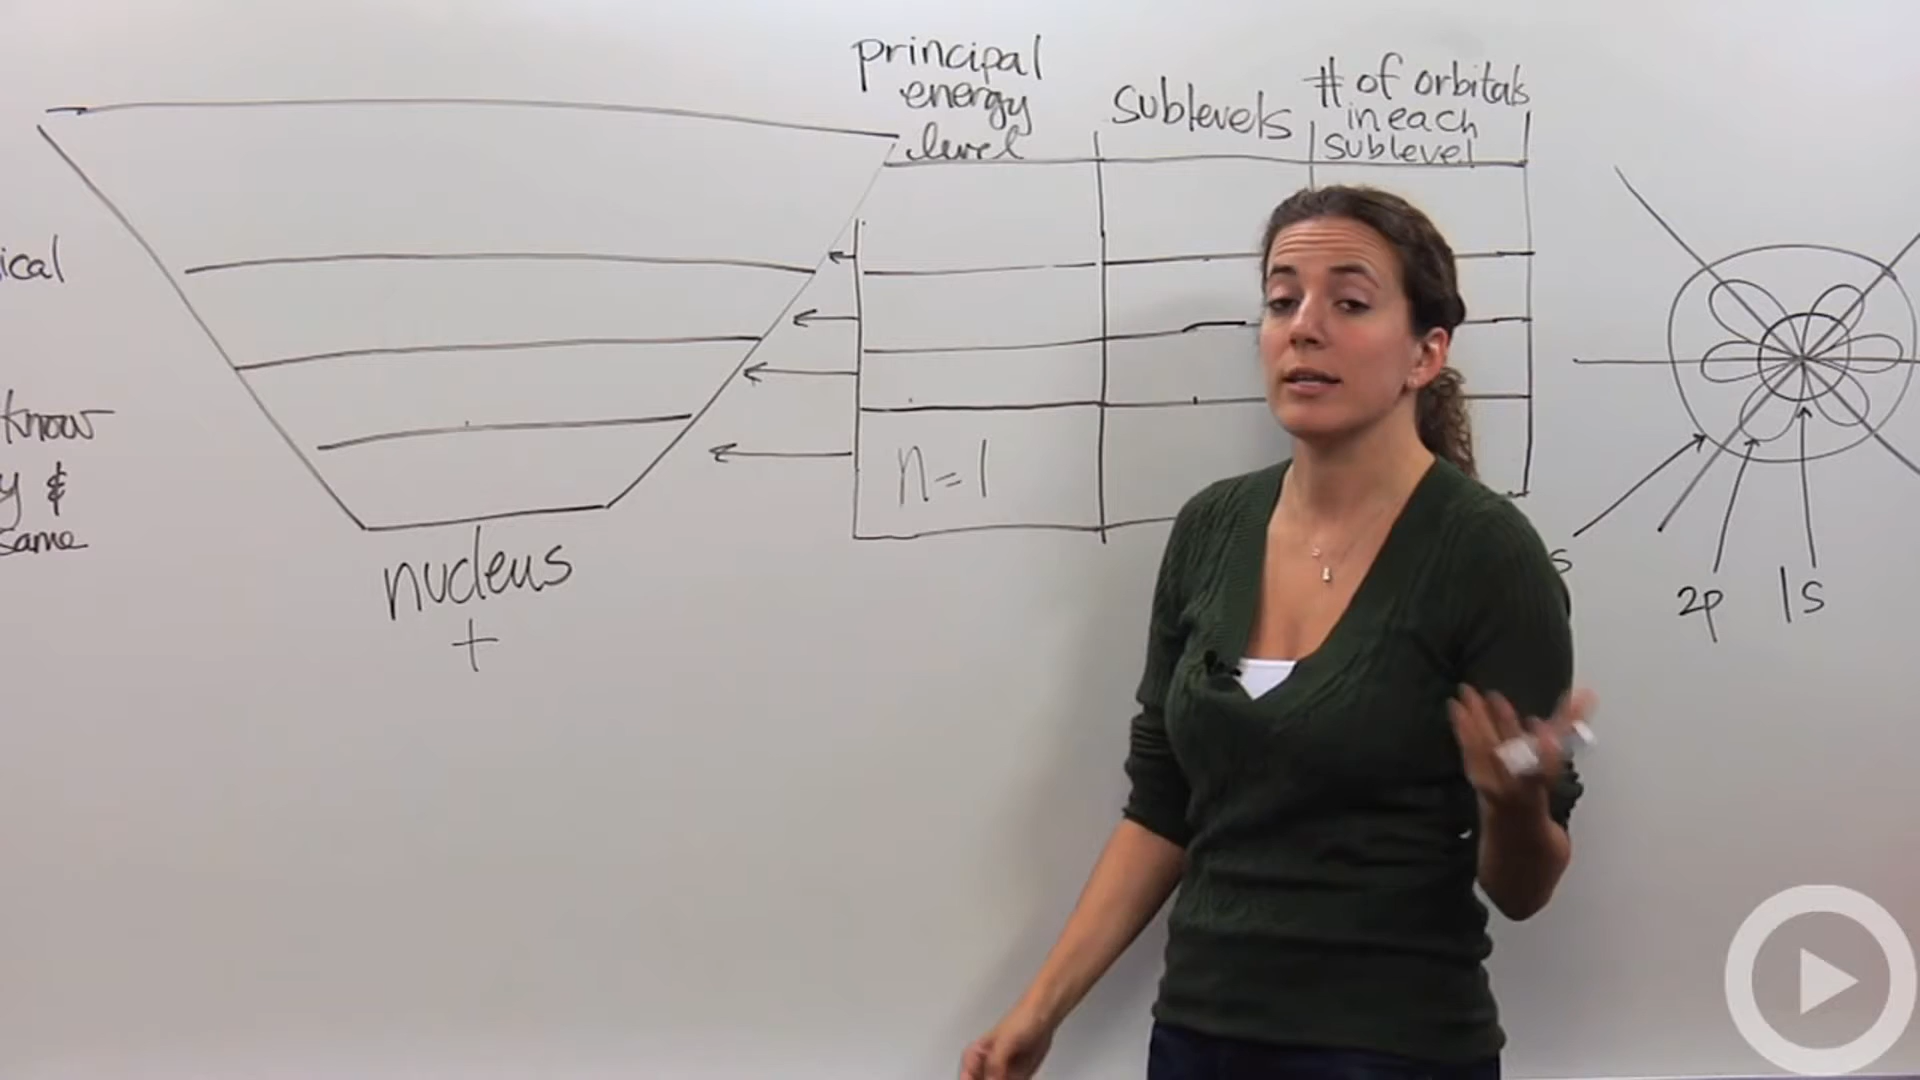 ical
know
y &
same
nucleus
+
principal
energy
level
sublevels
# of orbitals
in each
sublevel
n=1
s
2p
1s